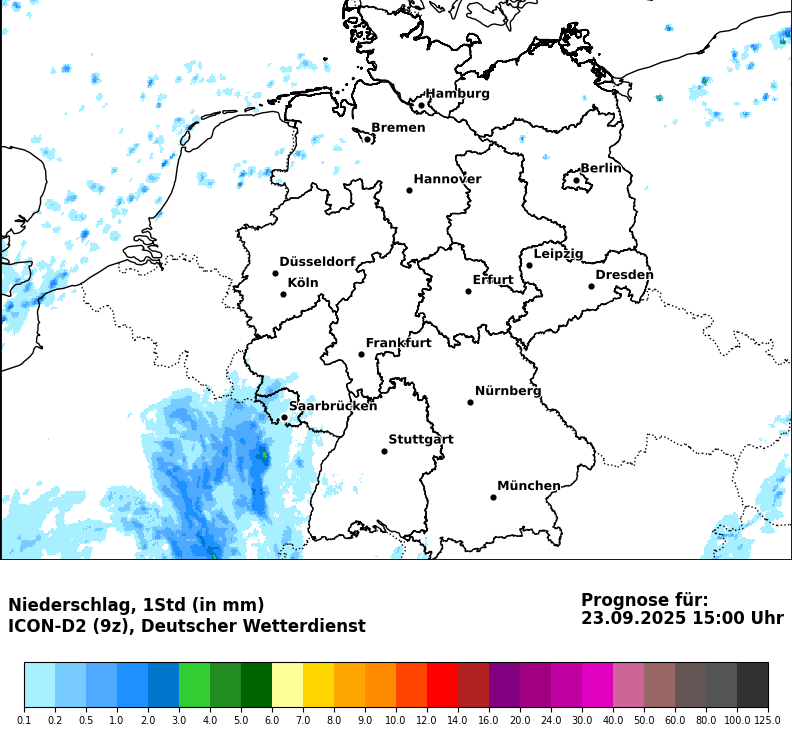 Hamburg
Bremen
Hannover
Berlin
Düsseldorf
Köln
Leipzig
Erfurt
Dresden
Frankfurt
Nürnberg
Saarbrücken
Stuttgart
München
Niederschlag, 1Std (in mm)
ICON-D2 (9z), Deutscher Wetterdienst
Prognose für:
23.09.2025 15:00 Uhr
0.1 0.2 0.5 1.0 2.0 3.0 4.0 5.0 6.0 7.0 8.0 9.0 10.0 12.0 14.0 16.0 20.0 24.0 30.0 40.0 50.0 60.0 80.0 100.0 125.0